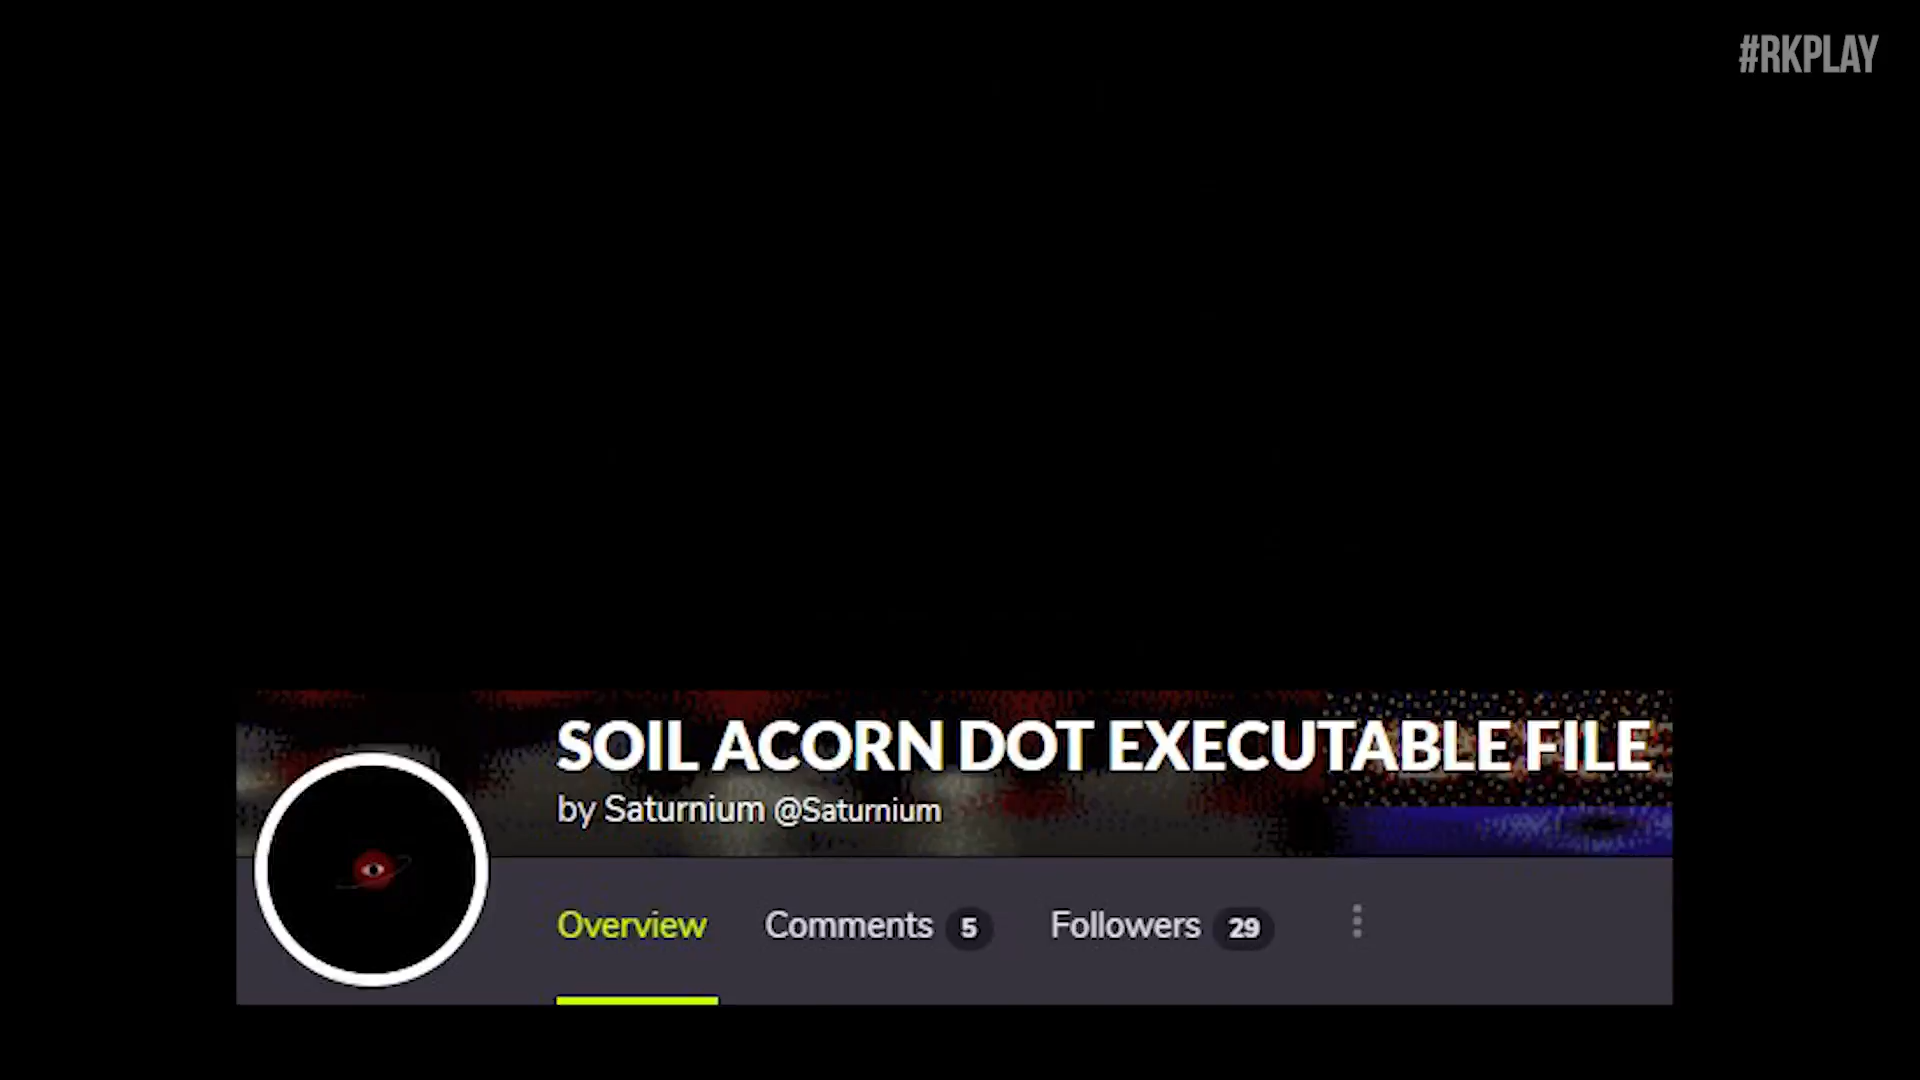 #RKPLAY
SOIL ACORN DOT EXECUTABLE FILE
by Saturnium @Saturnium
Overview Comments 5 Followers 29